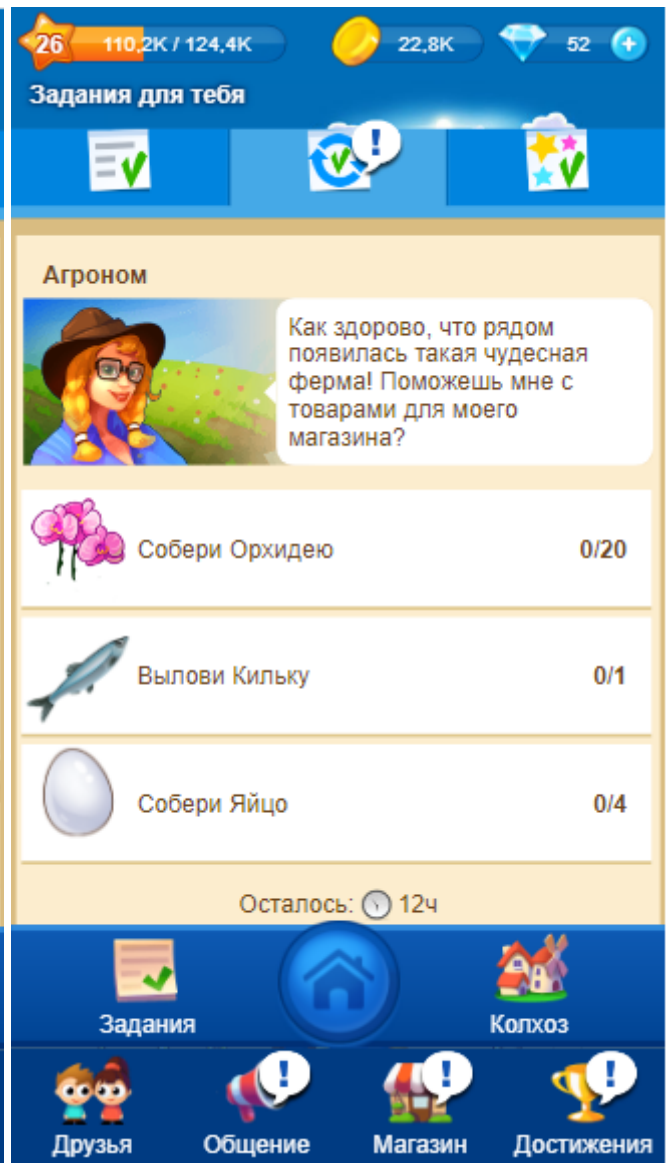 26 110,2K / 124,4K 22,8K 52
Задания для тебя
Агроном
Как здорово, что рядом
появилась такая чудесная
ферма! Поможешь мне с
товарами для моего
магазина?
Собери Орхидею 0/20
Вылови Кильку 0/1
Собери Яйцо 0/4
Осталось: 12ч
Задания Колхоз
Друзья Общение Магазин Достижения